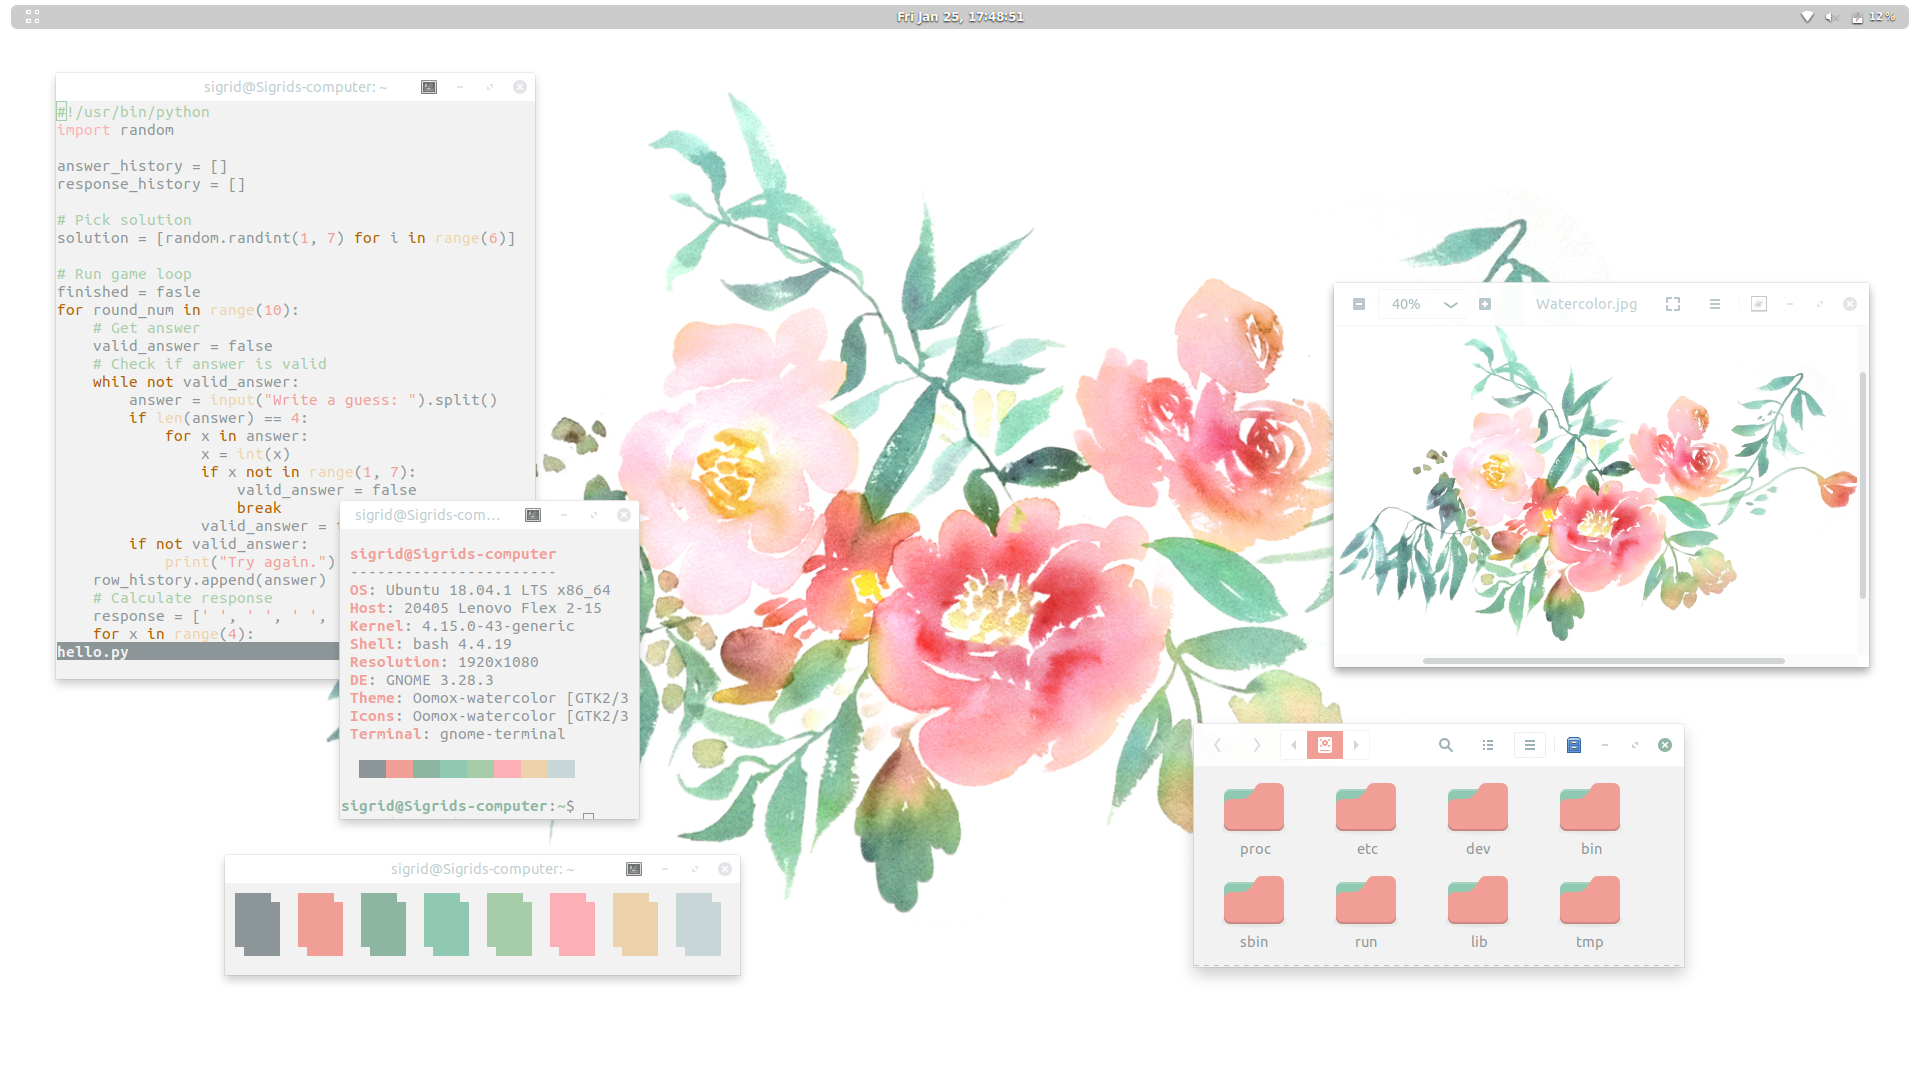 Fri Jan 25, 17:48:51
12%
sigrid@Sigrids-computer: ~
#!/usr/bin/python
import random
answer_history = []
response_history = []
# Pick solution
solution = [random.randint(1, 7) for i in range(6)]
# Run game loop
finished = fasle
for round_num in range(10):
# Get answer
valid_answer = false
# Check if answer is valid
while not valid_answer:
answer = input("Write a guess: ").split()
if len(answer) == 4:
for x in answer:
x = int(x)
if x not in range(1, 7):
valid_answer = false
break
valid_answer =
if not valid_answer:
print("Try again.")
row_history.append(answer)
# Calculate response
response = [' ', ' ', ' ',
for x in range(4):
hello.py
sigrid@Sigrids-com...
sigrid@Sigrids-computer
-----------------------
OS: Ubuntu 18.04.1 LTS x86_64
Host: 20405 Lenovo Flex 2-15
Kernel: 4.15.0-43-generic
Shell: bash 4.4.19
Resolution: 1920x1080
DE: GNOME 3.28.3
Theme: Oomox-watercolor [GTK2/3
Icons: Oomox-watercolor [GTK2/3
Terminal: gnome-terminal
sigrid@Sigrids-computer:~$
sigrid@Sigrids-computer: ~
40%
Watercolor.jpg
proc etc dev bin
sbin run lib tmp